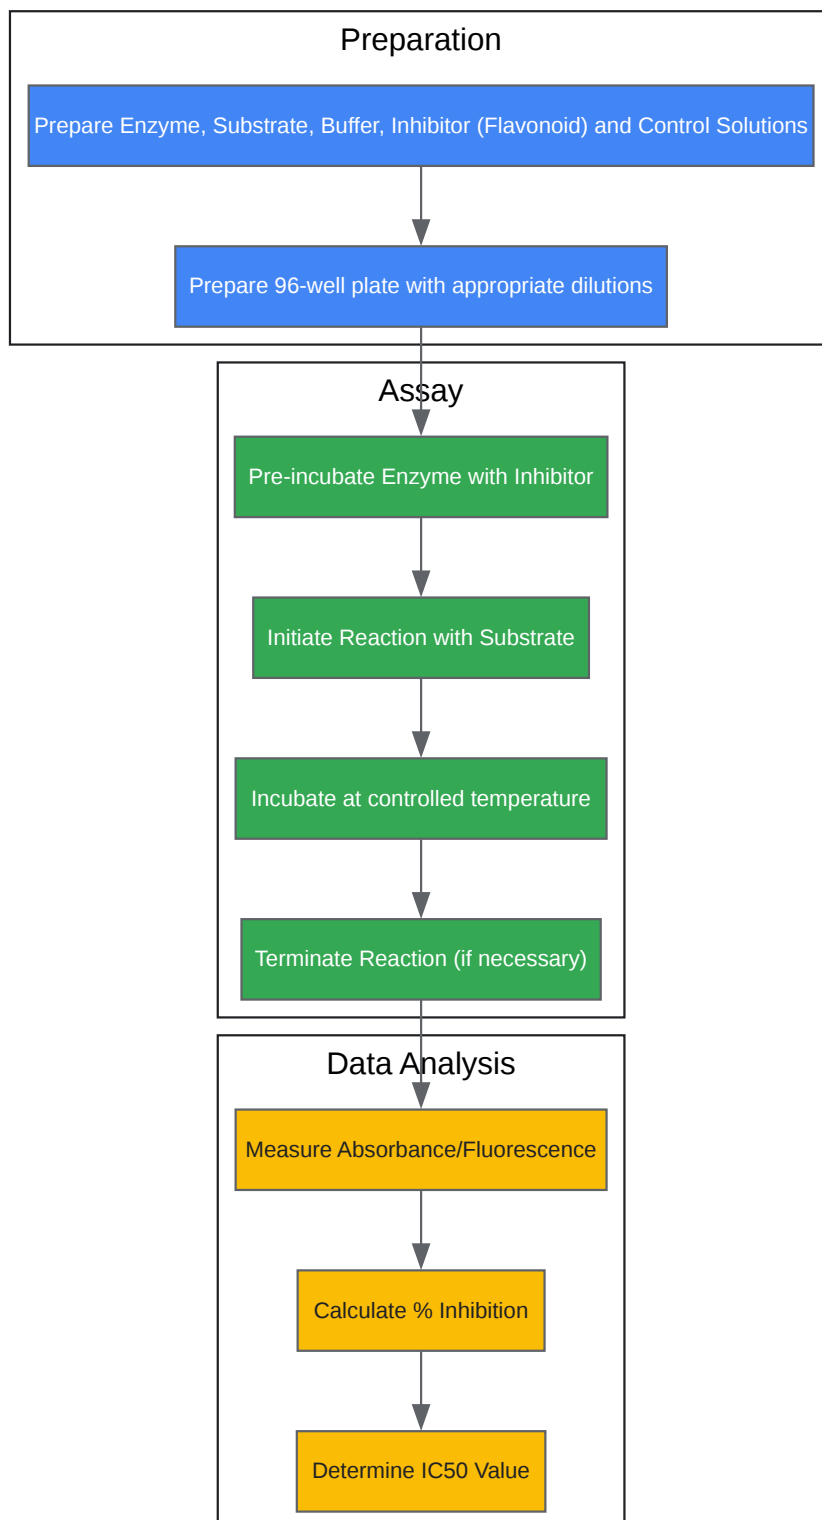 Preparation
Prepare Enzyme, Substrate, Buffer, Inhibitor (Flavonoid) and Control Solutions
Prepare 96-well plate with appropriate dilutions
Assay
Pre-incubate Enzyme with Inhibitor
Initiate Reaction with Substrate
Incubate at controlled temperature
Terminate Reaction (if necessary)
Data Analysis
Measure Absorbance/Fluorescence
Calculate % Inhibition
Determine IC50 Value